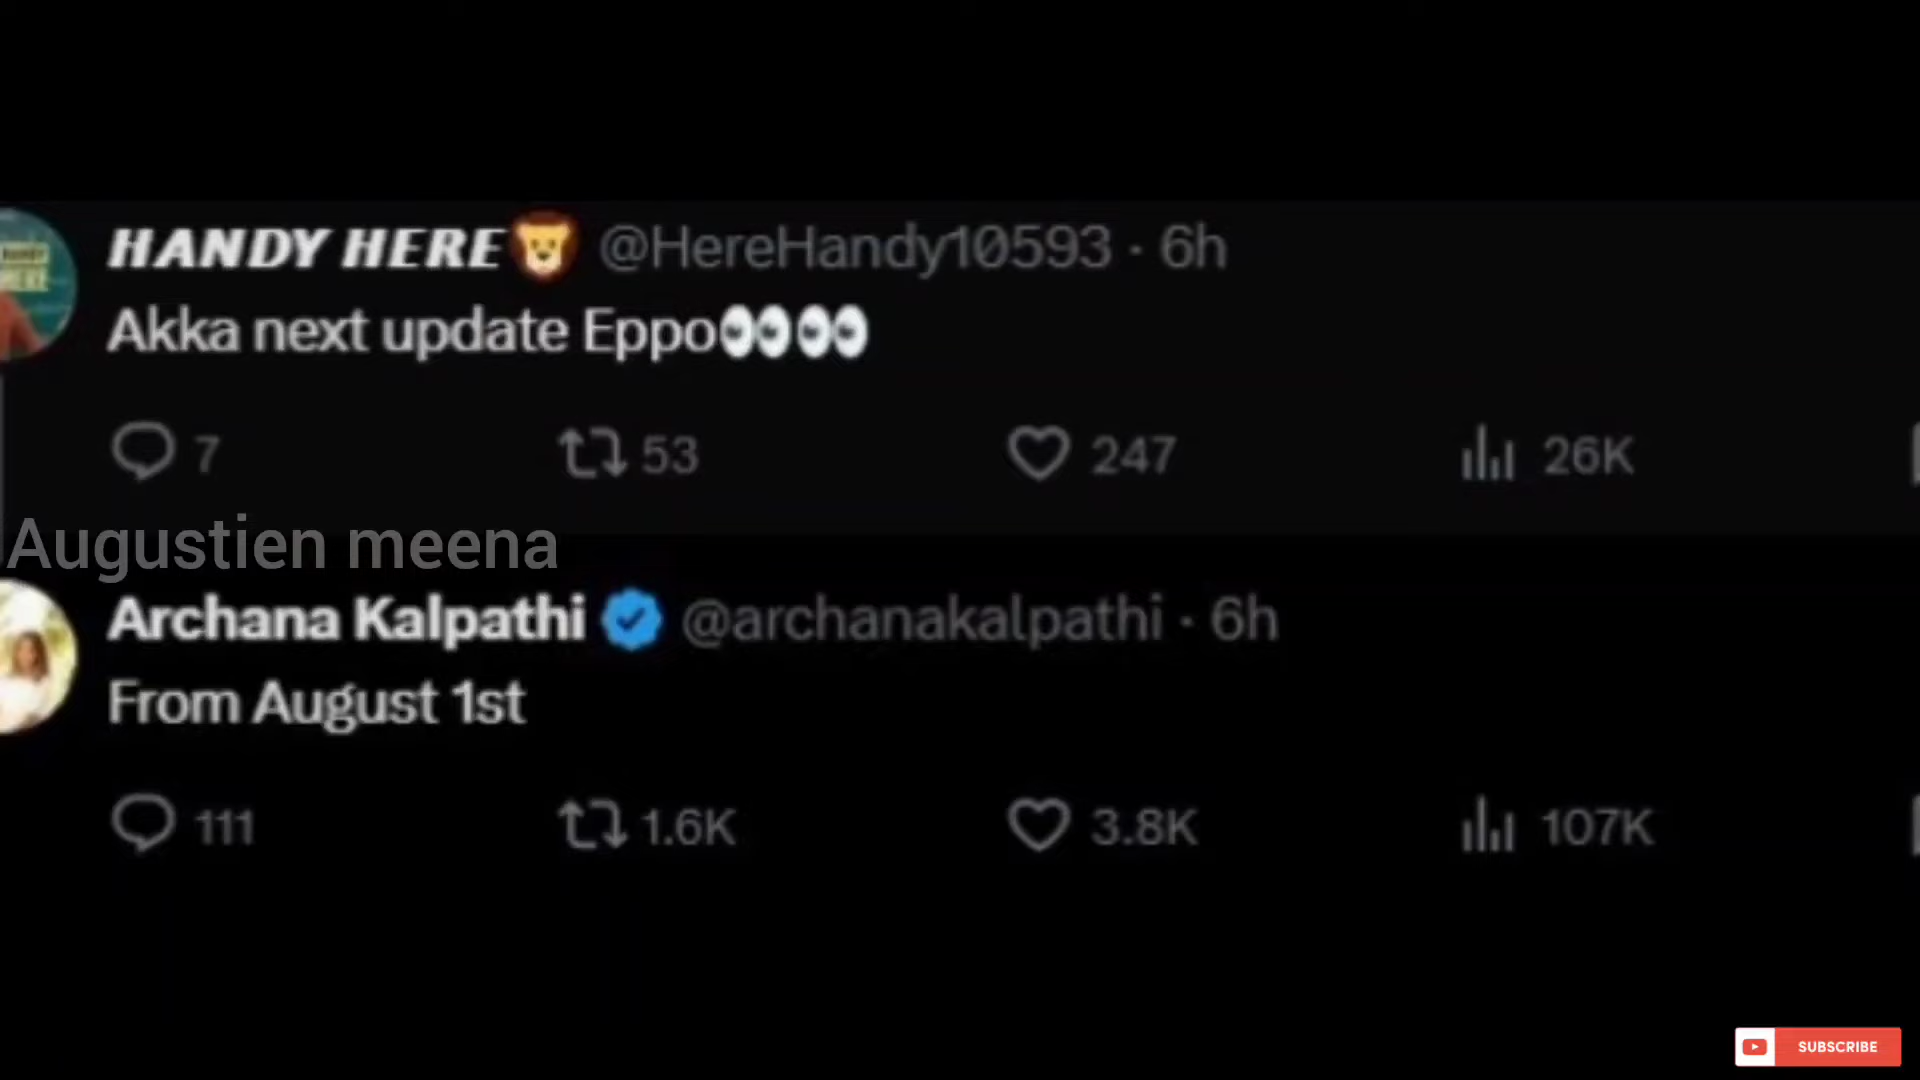 HANDY HERE🦁 @HereHandy10593 · 6h
Akka next update Eppo👀👀
7 53 247 26K
Augustien meena
Archana Kalpathi @archanakalpathi · 6h
From August 1st
111 1.6K 3.8K 107K
SUBSCRIBE